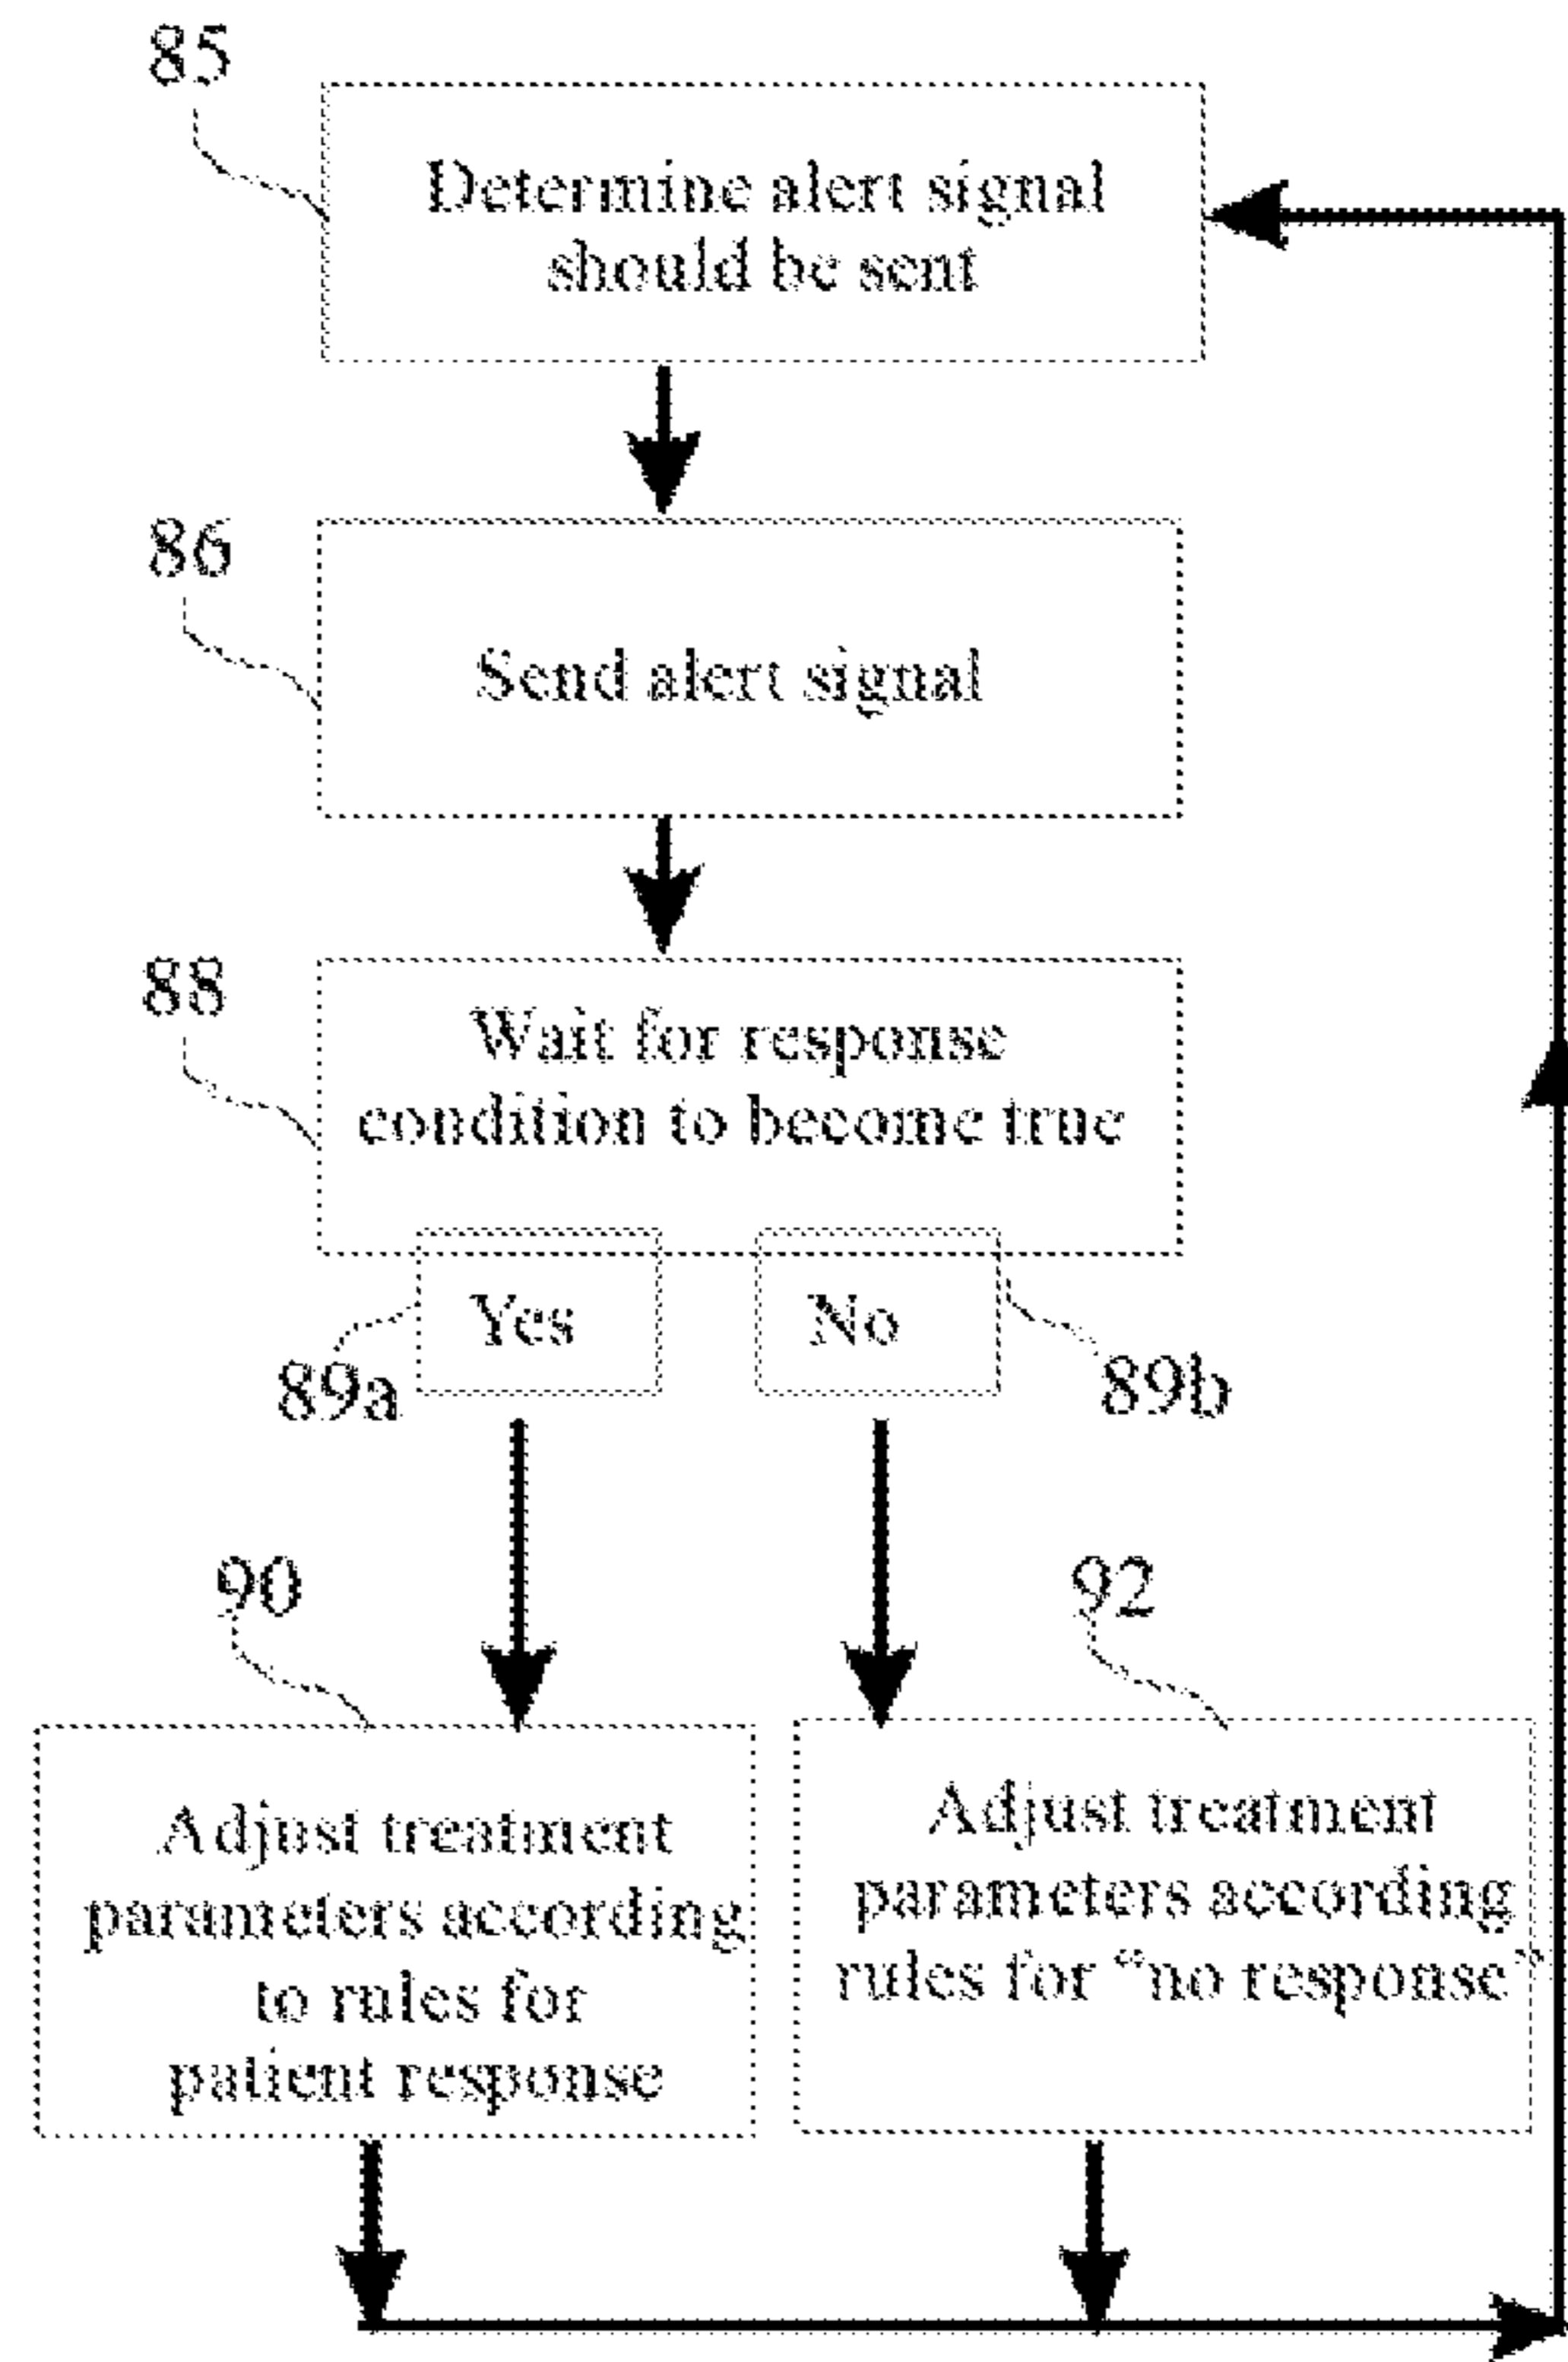 85
Determine alert signal
should be sent
86
Send alert signal
88
Wait for response
condition to become true
Yes
No
89a
89b
90
92
Adjust treatment
parameters according
to rules for
patient response
Adjust treatment
parameters according
rules for “no response”